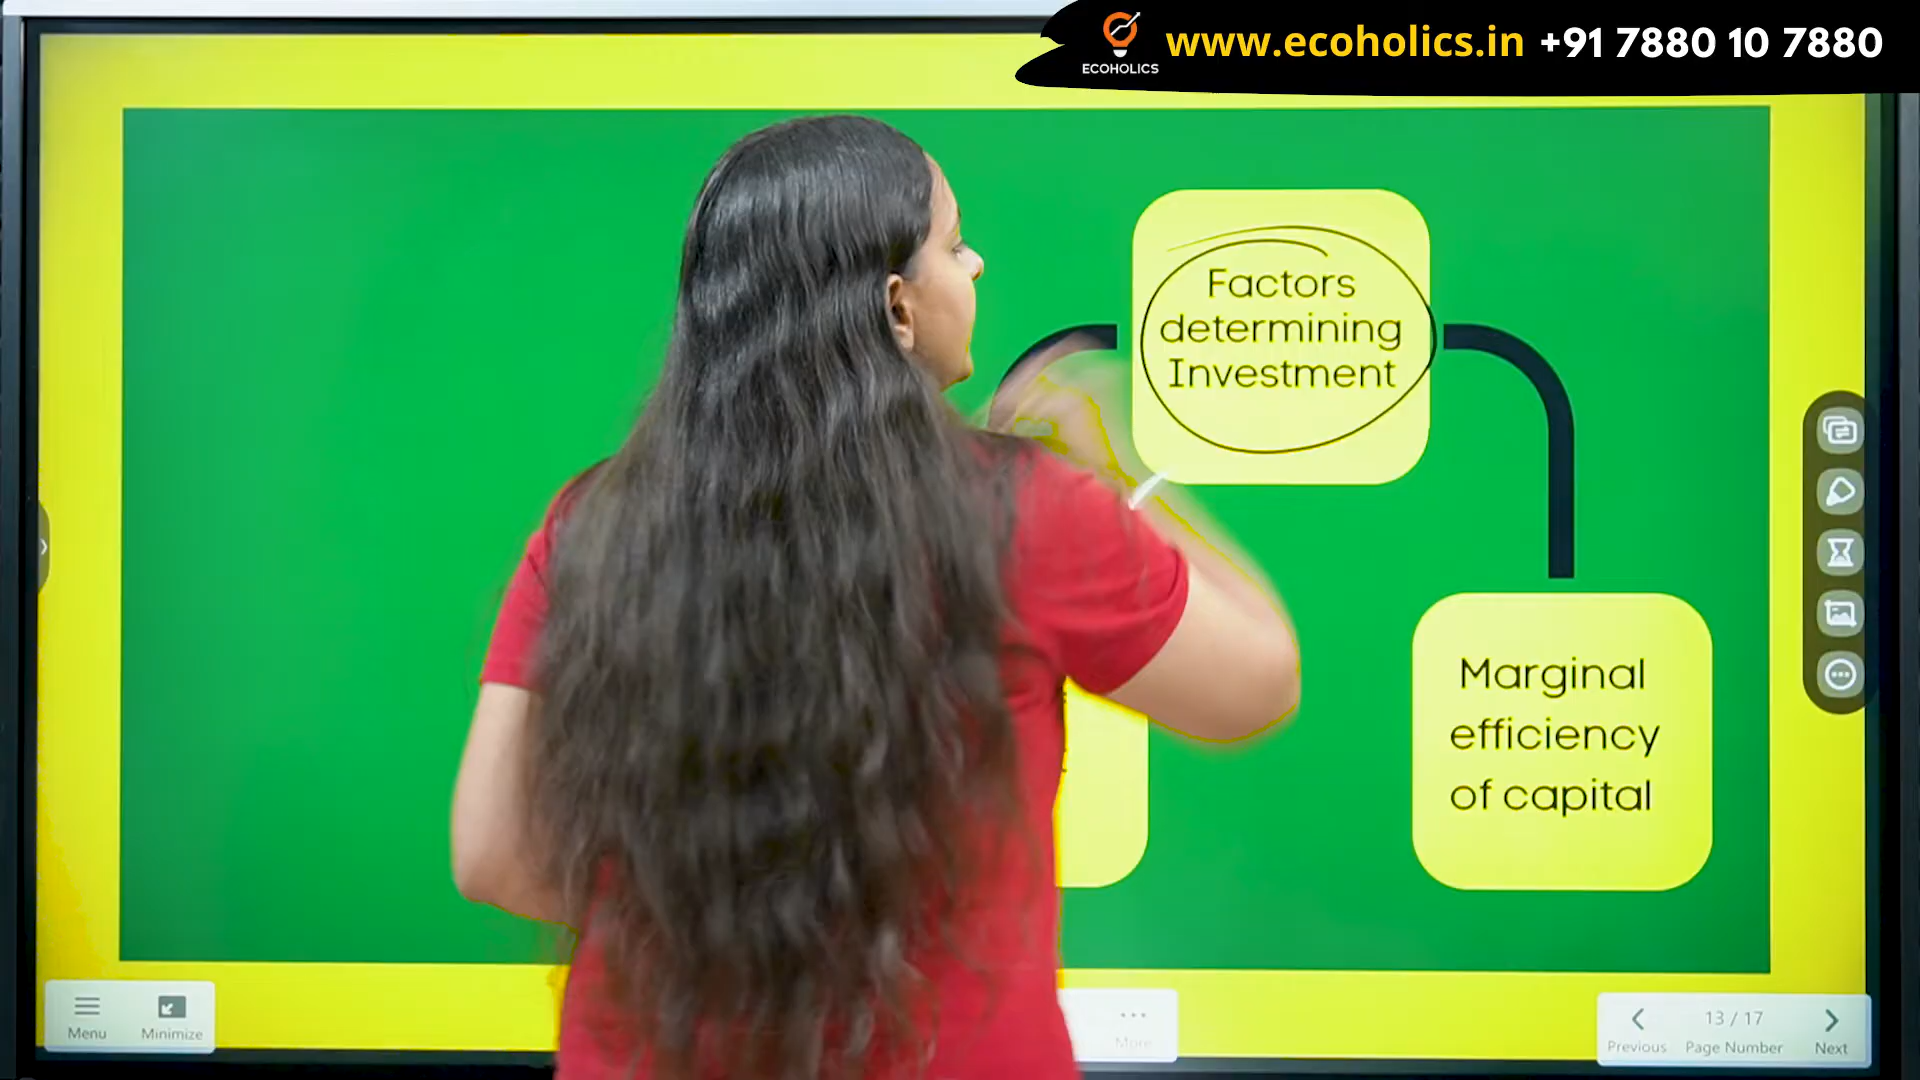 www.ecoholics.in +91 7880 10 7880
ECOHOLICS
Factors
determining
Investment
Marginal
efficiency
of capital
Menu
Minimize
More
13 / 17
Previous
Page Number
Next